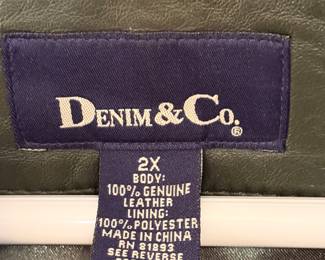 DENIM & CO.®
2X
BODY:
100% GENUINE
LEATHER
LINING:
100% POLYESTER
MADE IN CHINA
RN 81893
SEE REVERSE